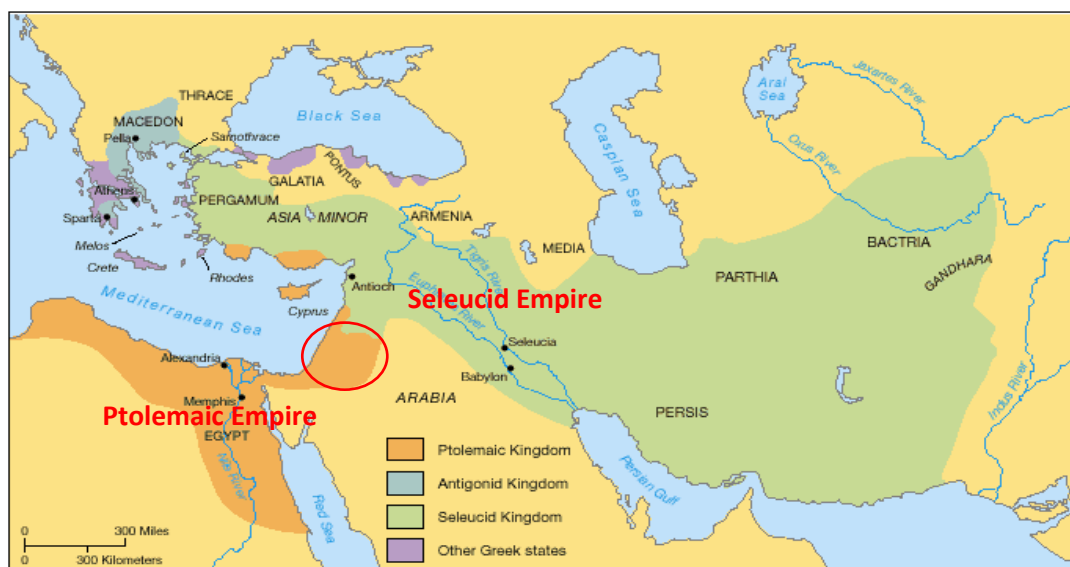 THRACE
MACEDON
Pella
Samothrace
Black Sea
Aral
Sea
Jaxartes River
Oxus River
Caspian Sea
PONTUS
GALATIA
Athens
PERGAMUM
ASIA MINOR
ARMENIA
Sparta
MEDIA
BACTRIA
GANDHARA
PARTHIA
Melos
Crete
Rhodes
Antioch
Tigris River
Euphrates River
Seleucid Empire
Mediterranean Sea
Cyprus
Seleucia
Alexandria
Babylon
Memphis
ARABIA
PERSIS
Indus River
Ptolemaic Empire
EGYPT
Nile River
Red Sea
Persian Gulf
Ptolemaic Kingdom
Antigonid Kingdom
Seleucid Kingdom
Other Greek states
0 300 Miles
0 300 Kilometers